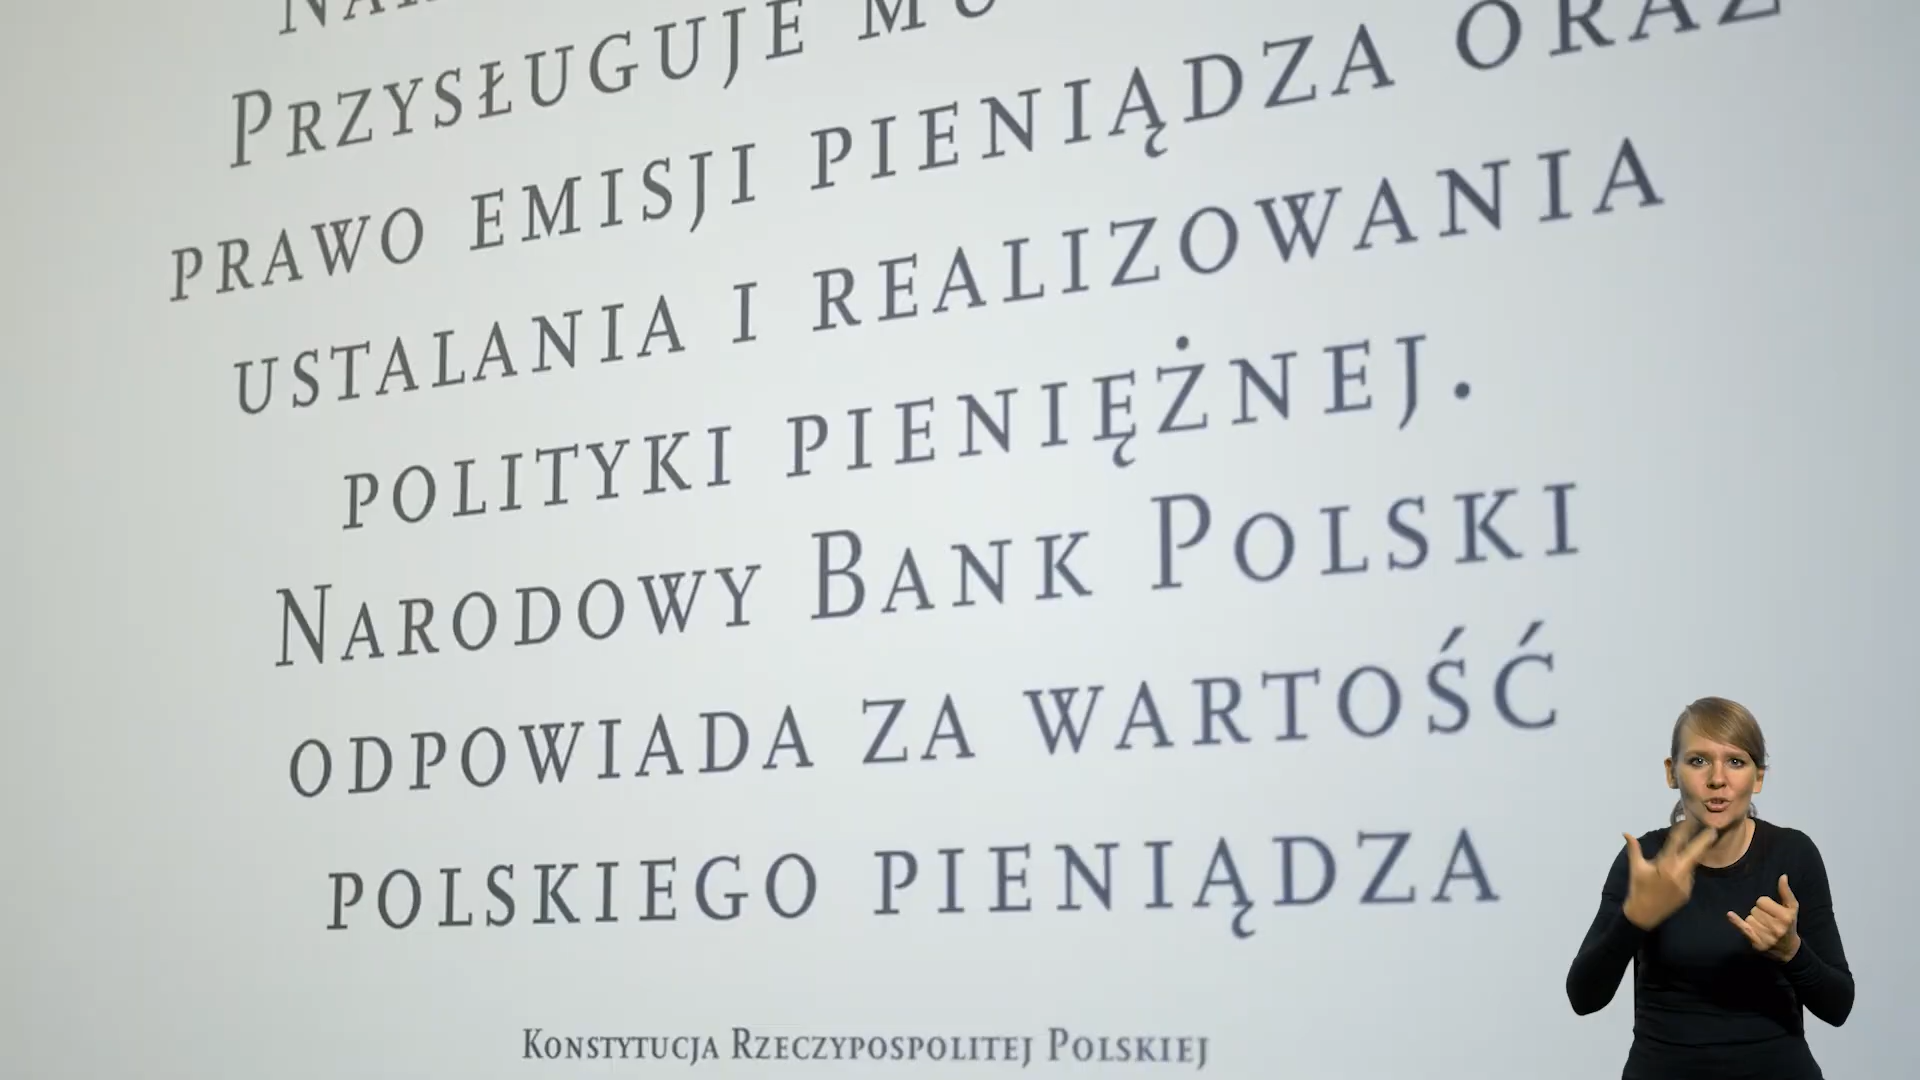 Przysługuje mu
prawo emisji pieniądza oraz
ustalania i realizowania
polityki pieniężnej.
Narodowy Bank Polski
odpowiada za wartość
polskiego pieniądza
Konstytucja Rzeczypospolitej Polskiej